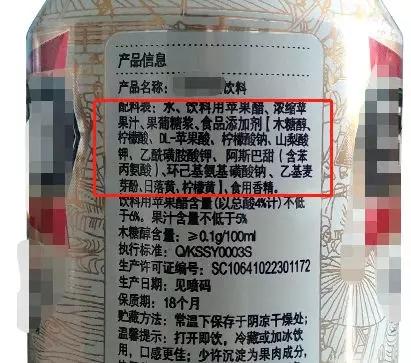 产品信息
产品名称: 饮料
配料表: 水、饮料用苹果醋、浓缩苹
果汁、果葡糖浆、食品添加剂【木糖醇、
柠檬酸、DL-苹果酸、柠檬酸钠、山梨酸
钾、乙酰磺胺酸钾、阿斯巴甜(含苯
丙氨酸)、环己基氨基磺酸钠、乙基麦
芽酚、日落黄、柠檬黄】、食用香精。
饮料用苹果醋含量(以总酸4%计)不低
于6%。果汁含量不低于5%
木糖醇含量: ≥0.1g/100ml
执行标准: Q/KSSY0003S
生产许可证编号: SC10641022301172
生产日期: 见喷码
保质期: 18个月
贮藏方法: 常温下保存于阴凉干燥处;
温馨提示: 打开即饮, 冷藏或加冰饮用,
口感更佳; 少许沉淀为果肉成分,